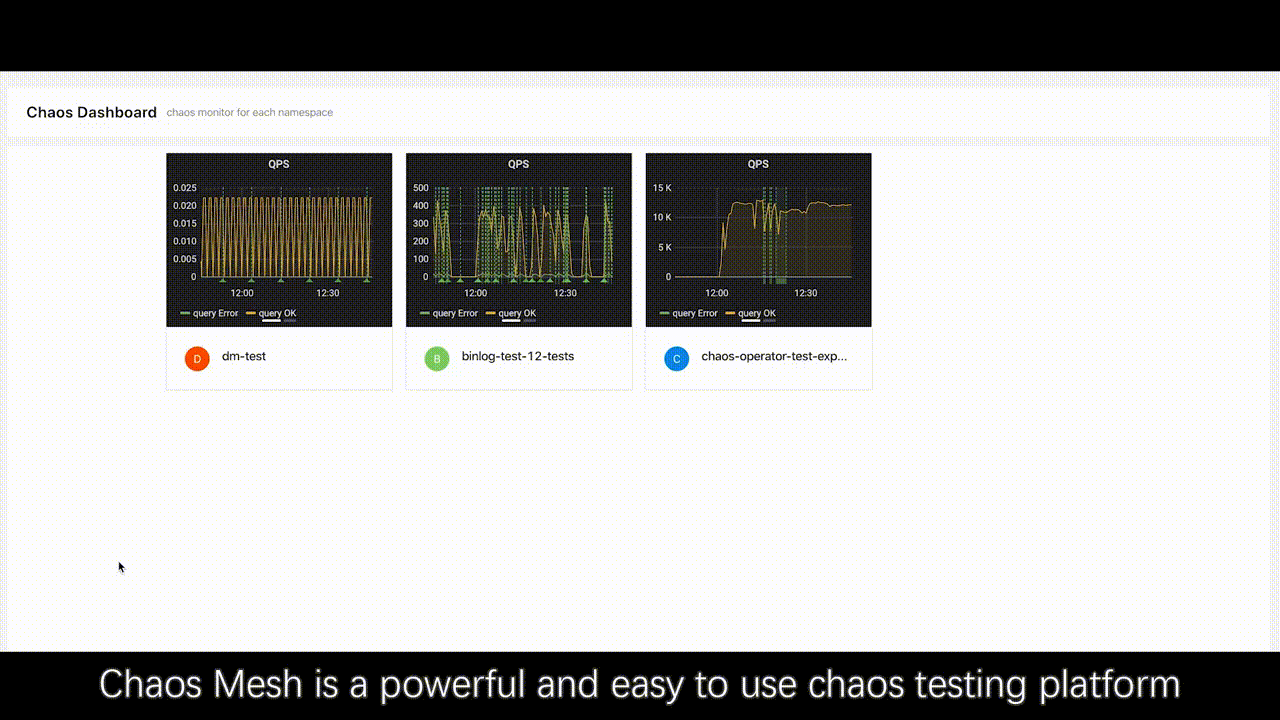 Chaos Dashboard chaos monitor for each namespace
QPS
0.025
0.020
0.015
0.010
0.005
0
12:00 12:30
query Error query OK
D dm-test
QPS
500
400
300
200
100
0
12:00 12:30
query Error query OK
B binlog-test-12-tests
QPS
15 K
10 K
5 K
0
12:00 12:30
query Error query OK
C chaos-operator-test-exp...
Chaos Mesh is a powerful and easy to use chaos testing platform